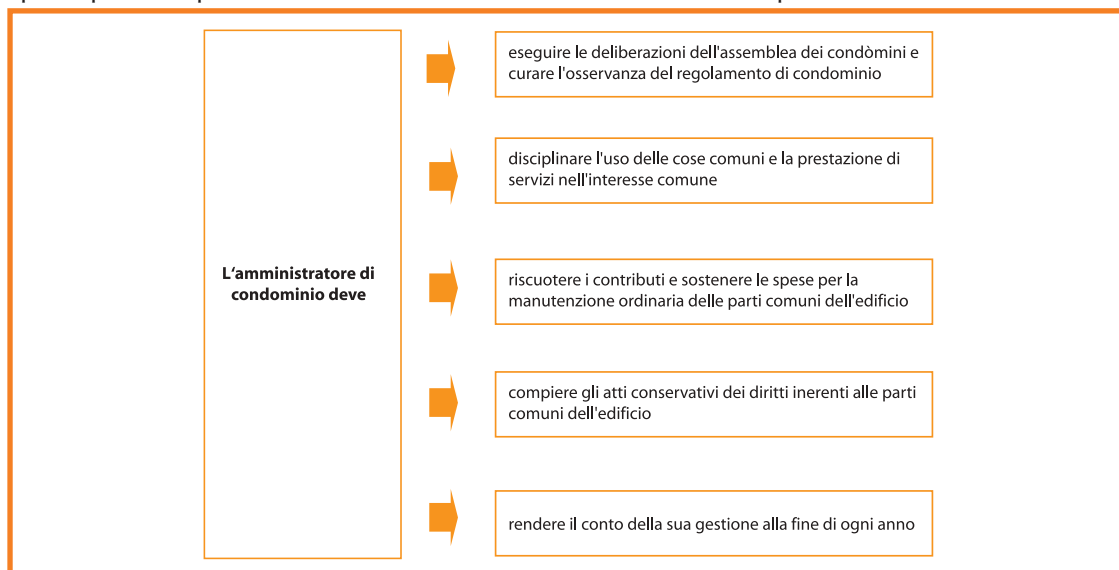 L'amministratore di
condominio deve
eseguire le deliberazioni dell'assemblea dei condòmini e
curare l'osservanza del regolamento di condominio
disciplinare l'uso delle cose comuni e la prestazione di
servizi nell'interesse comune
riscuotere i contributi e sostenere le spese per la
manutenzione ordinaria delle parti comuni dell'edificio
compiere gli atti conservativi dei diritti inerenti alle parti
comuni dell'edificio
rendere il conto della sua gestione alla fine di ogni anno